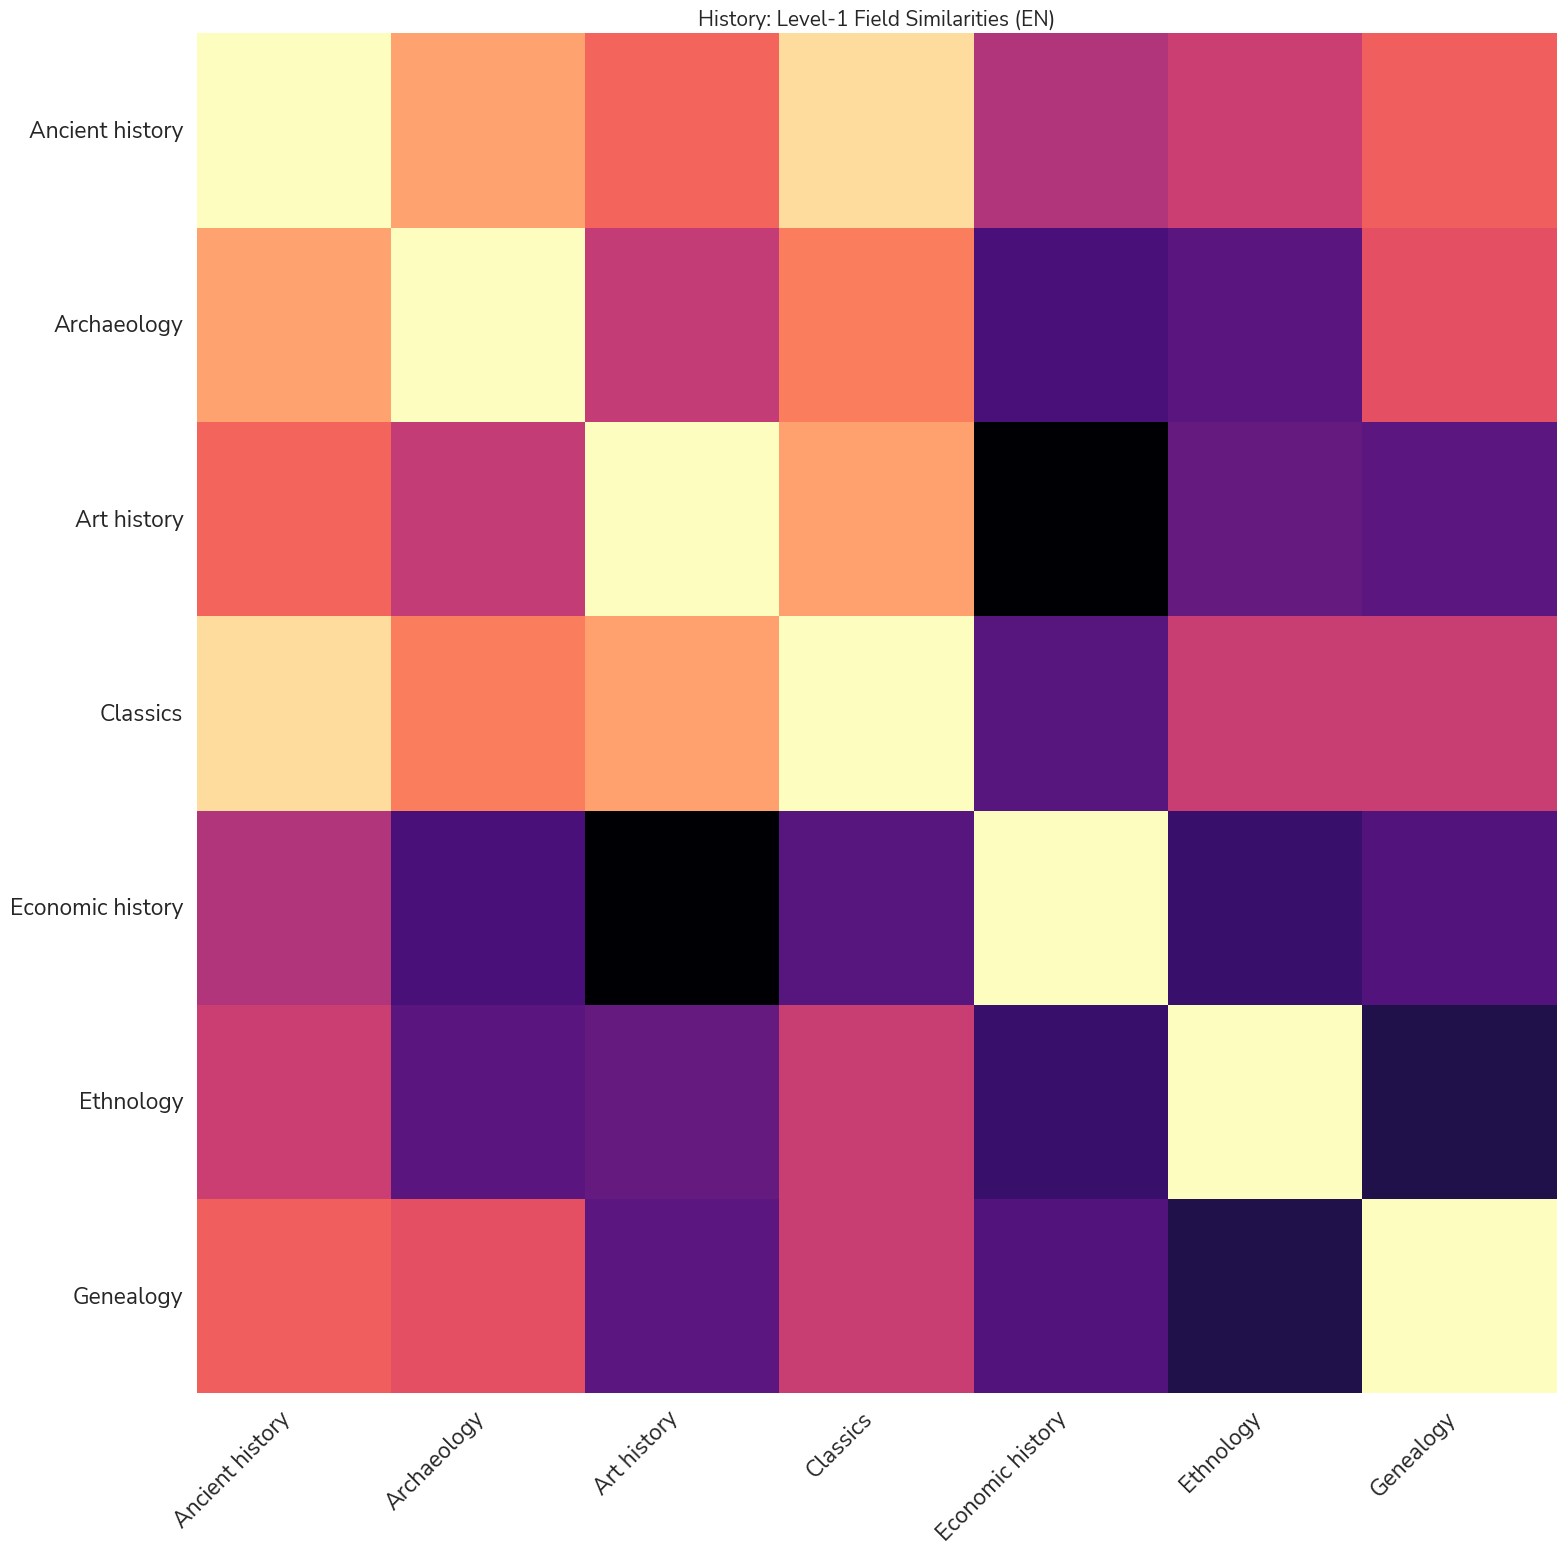 History: Level-1 Field Similarities (EN)
Ancient history
Archaeology
Art history
Classics
Economic history
Ethnology
Genealogy
Ancient history
Archaeology
Art history
Classics
Economic history
Ethnology
Genealogy